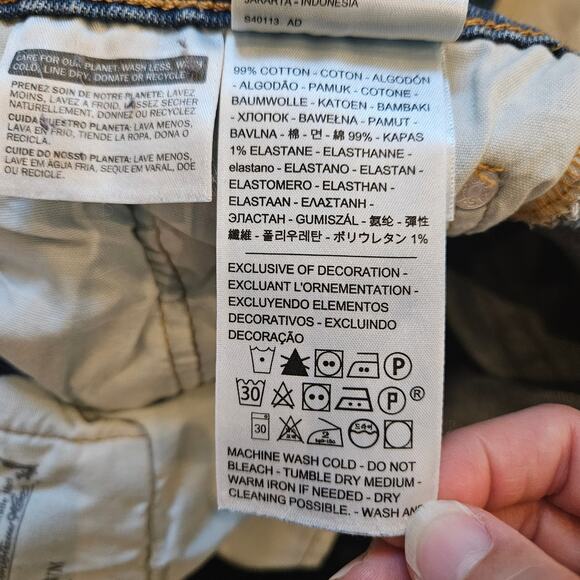 JAKARTA - INDONESIA
S40113 AD
CARE FOR OUR PLANET: WASH LESS, WASH
COLD, LINE DRY, DONATE OR RECYCLE
PRENEZ SOIN DE NOTRE PLANETE: LAVEZ
MOINS, LAVEZ A FROID, LAISSEZ SECHER
NATURELLEMENT, DONNEZ OU RECYCLEZ
CUIDA NUESTRO PLANETA: LAVA MENOS,
LAVA EN FRIO, TIENDE LA ROPA, DONA O
RECICLA.
CUIDE DO NOSSO PLANETA: LAVE MENOS,
LAVE EM ÁGUA FRIA, SEQUE EM VARAL, DOE
OU RECICLE.
99% COTTON - COTON - ALGODÓN
- ALGODÃO - PAMUK - COTONE -
BAUMWOLLE - KATOEN - BAMBAKI
- ХЛОПОК - BAWEŁNA - PAMUT -
BAVLNA - 棉 - 면 - 綿 99% - KAPAS
1% ELASTANE - ELASTHANNE -
elastano - ELASTANO - ELASTAN -
ELASTOMERO - ELASTHAN -
ELASTAAN - ΕΛΑΣΤΑΝΗ -
ЭЛАСТАН - GUMISZÁL - 氨纶 - 彈性
纖維 - 폴리우레탄 - ポリウレタン 1%
EXCLUSIVE OF DECORATION -
EXCLUANT L'ORNEMENTATION -
EXCLUYENDO ELEMENTOS
DECORATIVOS - EXCLUINDO
DECORAÇÃO
P
30 P ®
30 2 드라이
MACHINE WASH COLD - DO NOT
BLEACH - TUMBLE DRY MEDIUM -
WARM IRON IF NEEDED - DRY
CLEANING POSSIBLE. - WASH AND